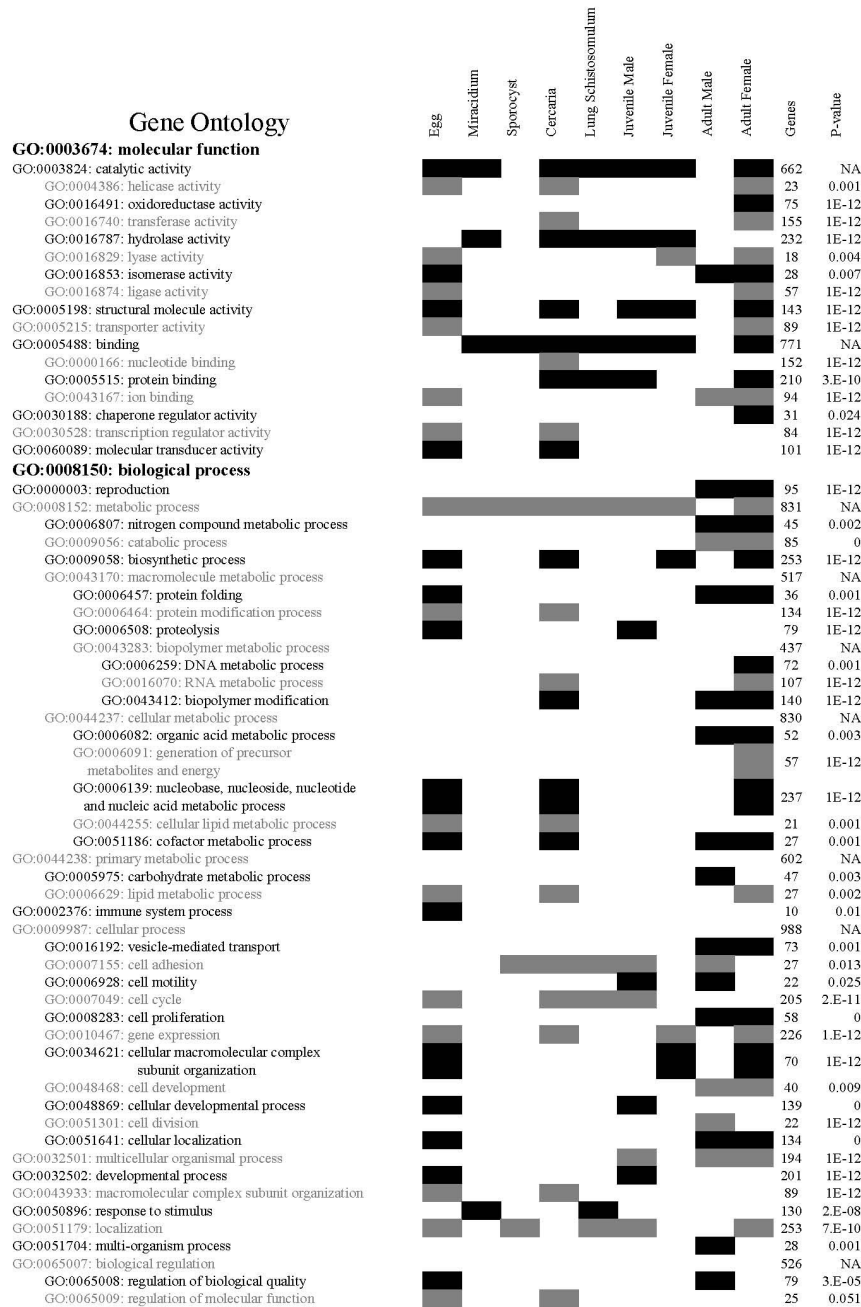 Egg
Miracidium
Sporocyst
Cercaria
Lung Schistosomulum
Juvenile Male
Juvenile Female
Adult Male
Adult Female
Genes
P-value
Gene Ontology
GO:0003674: molecular function
GO:0003824: catalytic activity 662 NA
GO:0004386: helicase activity 23 0.001
GO:0016491: oxidoreductase activity 75 1E-12
GO:0016740: transferase activity 155 1E-12
GO:0016787: hydrolase activity 232 1E-12
GO:0016829: lyase activity 18 0.004
GO:0016853: isomerase activity 28 0.007
GO:0016874: ligase activity 57 1E-12
GO:0005198: structural molecule activity 143 1E-12
GO:0005215: transporter activity 89 1E-12
GO:0005488: binding 771 NA
GO:0000166: nucleotide binding 152 1E-12
GO:0005515: protein binding 210 3.E-10
GO:0043167: ion binding 94 1E-12
GO:0030188: chaperone regulator activity 31 0.024
GO:0030528: transcription regulator activity 84 1E-12
GO:0060089: molecular transducer activity 101 1E-12
GO:0008150: biological process
GO:0000003: reproduction 95 1E-12
GO:0008152: metabolic process 831 NA
GO:0006807: nitrogen compound metabolic process 45 0.002
GO:0009056: catabolic process 85 0
GO:0009058: biosynthetic process 253 1E-12
GO:0043170: macromolecule metabolic process 517 NA
GO:0006457: protein folding 36 0.001
GO:0006464: protein modification process 134 1E-12
GO:0006508: proteolysis 79 1E-12
GO:0043283: biopolymer metabolic process 437 NA
GO:0006259: DNA metabolic process 72 0.001
GO:0016070: RNA metabolic process 107 1E-12
GO:0043412: biopolymer modification 140 1E-12
GO:0044237: cellular metabolic process 830 NA
GO:0006082: organic acid metabolic process 52 0.003
GO:0006091: generation of precursor
metabolites and energy 57 1E-12
GO:0006139: nucleobase, nucleoside, nucleotide
and nucleic acid metabolic process 237 1E-12
GO:0044255: cellular lipid metabolic process 21 0.001
GO:0051186: cofactor metabolic process 27 0.001
GO:0044238: primary metabolic process 602 NA
GO:0005975: carbohydrate metabolic process 47 0.003
GO:0006629: lipid metabolic process 27 0.002
GO:0002376: immune system process 10 0.01
GO:0009987: cellular process 988 NA
GO:0016192: vesicle-mediated transport 73 0.001
GO:0007155: cell adhesion 27 0.013
GO:0006928: cell motility 22 0.025
GO:0007049: cell cycle 205 2.E-11
GO:0008283: cell proliferation 58 0
GO:0010467: gene expression 226 1.E-12
GO:0034621: cellular macromolecular complex
subunit organization 70 1E-12
GO:0048468: cell development 40 0.009
GO:0048869: cellular developmental process 139 0
GO:0051301: cell division 22 1E-12
GO:0051641: cellular localization 134 0
GO:0032501: multicellular organismal process 194 1E-12
GO:0032502: developmental process 201 1E-12
GO:0043933: macromolecular complex subunit organization 89 1E-12
GO:0050896: response to stimulus 130 2.E-08
GO:0051179: localization 253 7.E-10
GO:0051704: multi-organism process 28 0.001
GO:0065007: biological regulation 526 NA
GO:0065008: regulation of biological quality 79 3.E-05
GO:0065009: regulation of molecular function 25 0.051